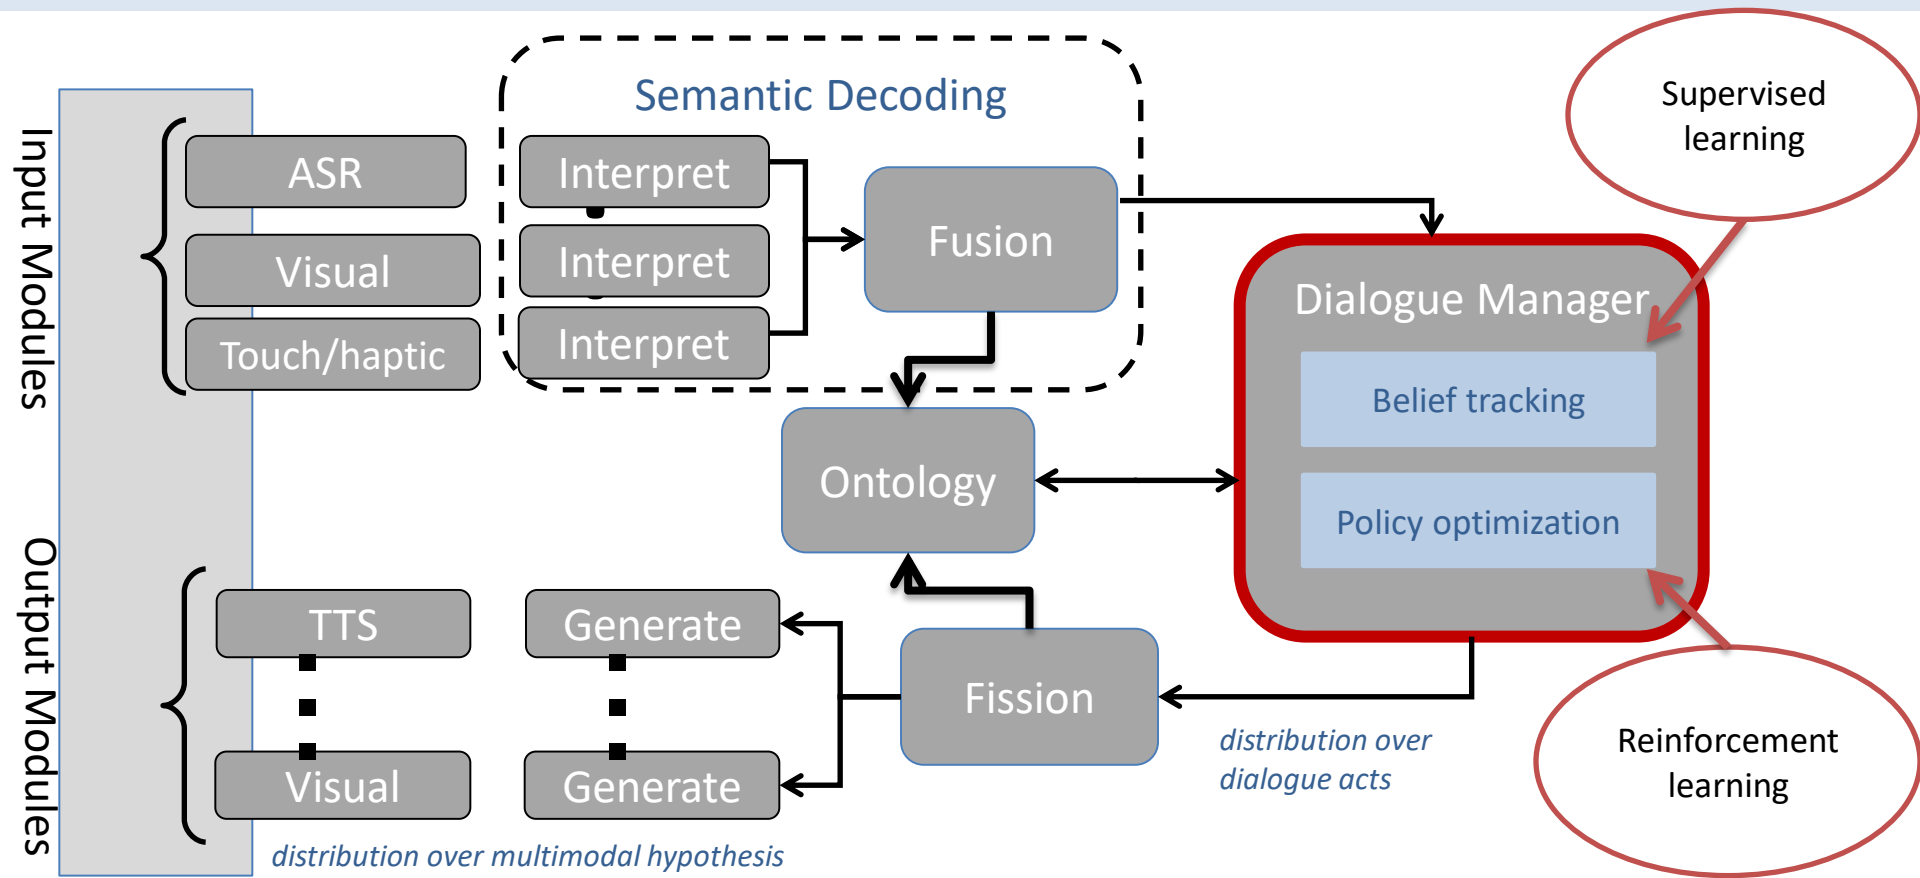 Semantic Decoding
Supervised
learning
Input Modules
ASR
Interpret
Fusion
Visual
Interpret
Dialogue Manager
Touch/haptic
Interpret
Belief tracking
Ontology
Policy optimization
Output Modules
TTS
Generate
Fission
distribution over
dialogue acts
Reinforcement
learning
Visual
Generate
distribution over multimodal hypothesis